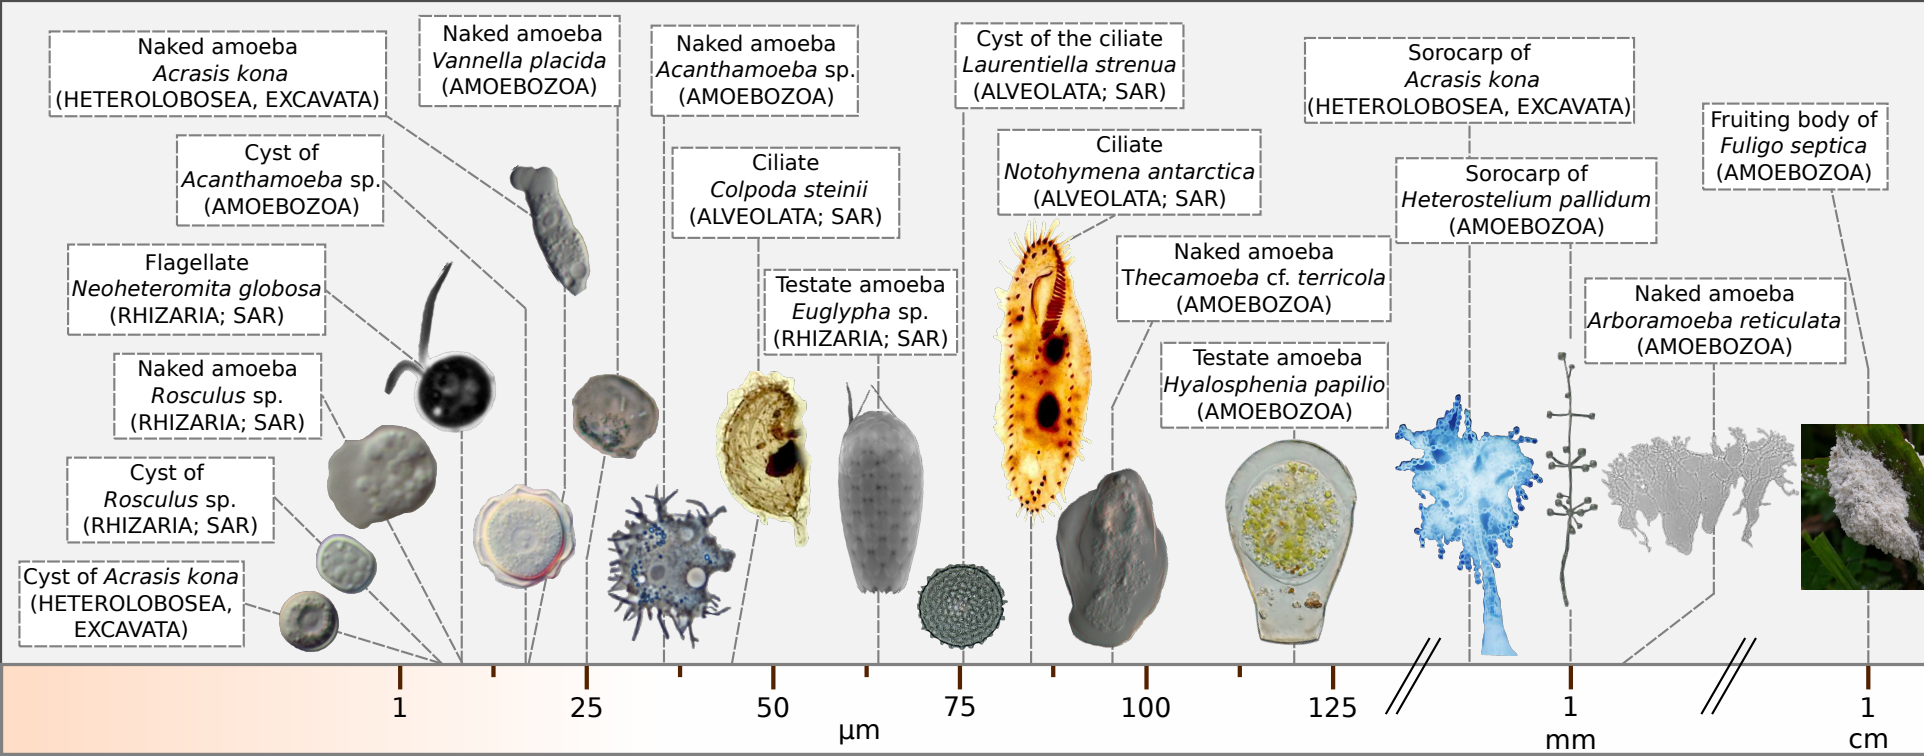 Naked amoeba
Acrasis kona
(HETEROLOBOSEA, EXCAVATA)
Naked amoeba
Vannella placida
(AMOEBOZOA)
Naked amoeba
Acanthamoeba sp.
(AMOEBOZOA)
Cyst of the ciliate
Laurentiella strenua
(ALVEOLATA; SAR)
Sorocarp of
Acrasis kona
(HETEROLOBOSEA, EXCAVATA)
Fruiting body of
Fuligo septica
(AMOEBOZOA)
Cyst of
Acanthamoeba sp.
(AMOEBOZOA)
Ciliate
Colpoda steinii
(ALVEOLATA; SAR)
Ciliate
Notohymena antarctica
(ALVEOLATA; SAR)
Sorocarp of
Heterostelium pallidum
(AMOEBOZOA)
Flagellate
Neoheteromita globosa
(RHIZARIA; SAR)
Testate amoeba
Euglypha sp.
(RHIZARIA; SAR)
Naked amoeba
Thecamoeba cf. terricola
(AMOEBOZOA)
Naked amoeba
Arboramoeba reticulata
(AMOEBOZOA)
Naked amoeba
Rosculus sp.
(RHIZARIA; SAR)
Testate amoeba
Hyalosphenia papilio
(AMOEBOZOA)
Cyst of
Rosculus sp.
(RHIZARIA; SAR)
Cyst of Acrasis kona
(HETEROLOBOSEA,
EXCAVATA)
1 25 50 75 100 125 1 1
µm mm cm